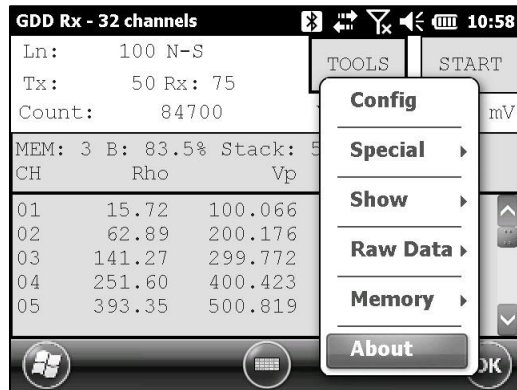 GDD Rx - 32 channels 10:58
Ln: 100 N-S
TOOLS START
Tx: 50 Rx: 75
Count: 84700 mV
MEM: 3 B: 83.5% Stack: 5
CH Rho Vp
01 15.72 100.066
02 62.89 200.176
03 141.27 299.772
04 251.60 400.423
05 393.35 500.819
Config
Special
Show
Raw Data
Memory
About
OK